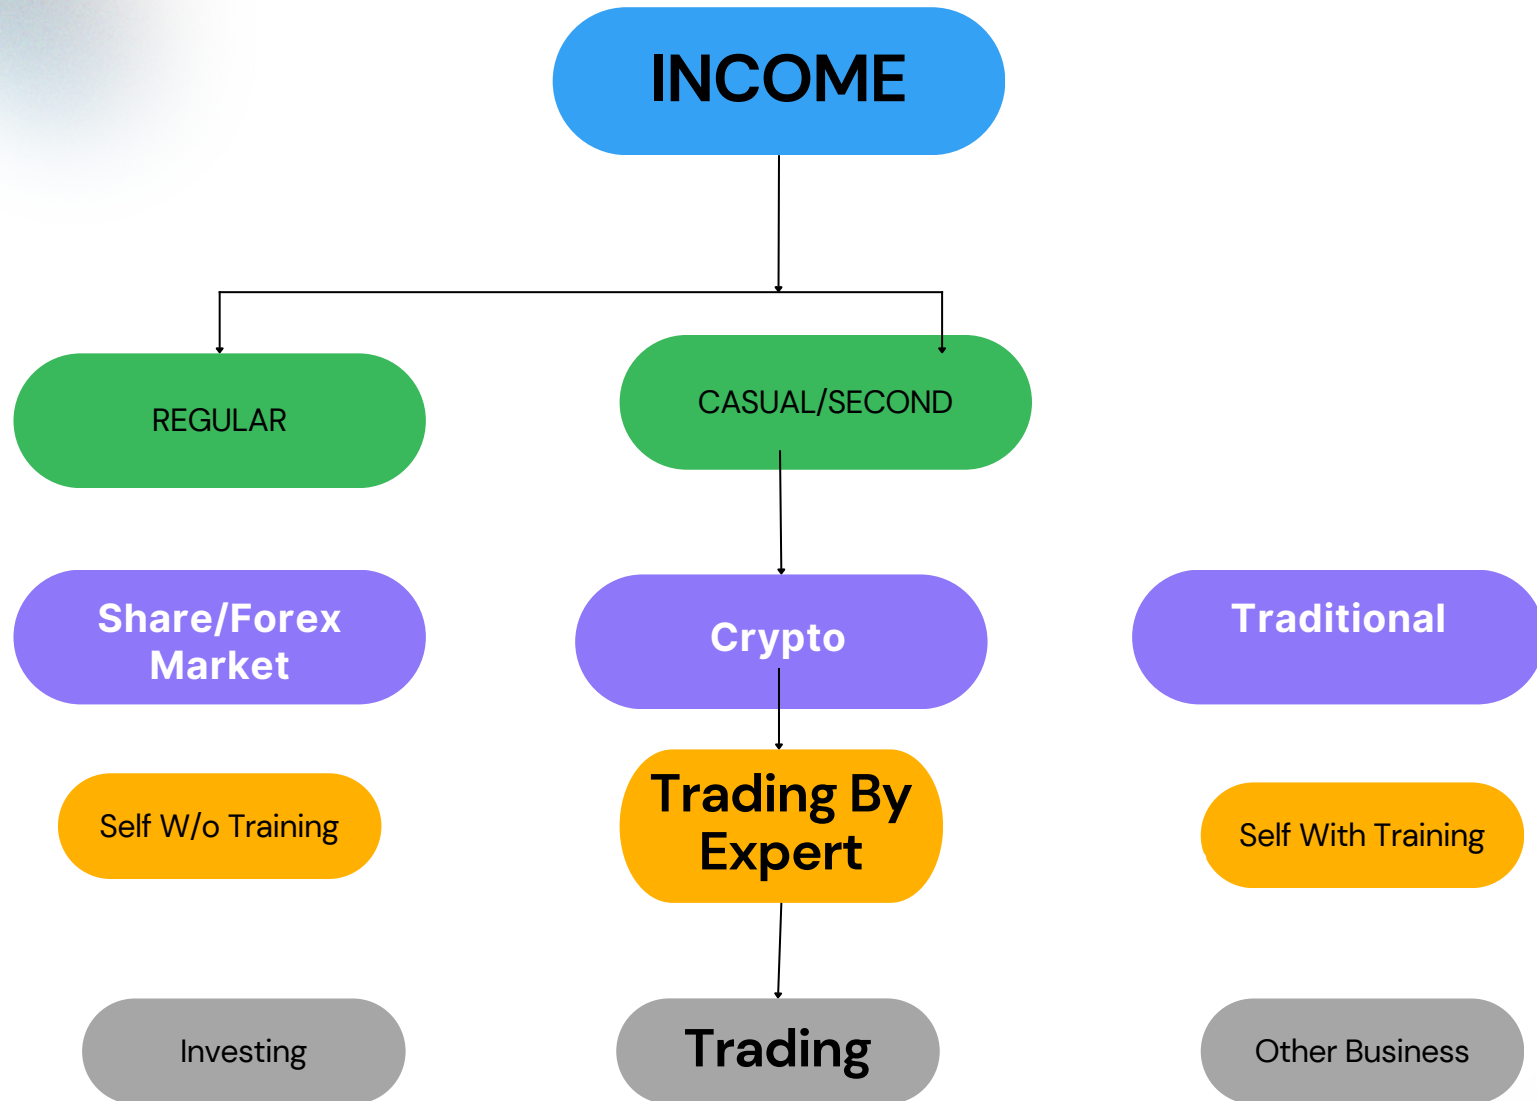 INCOME
REGULAR
CASUAL/SECOND
Share/Forex
Market
Crypto
Traditional
Self W/o Training
Trading By
Expert
Self With Training
Investing
Trading
Other Business